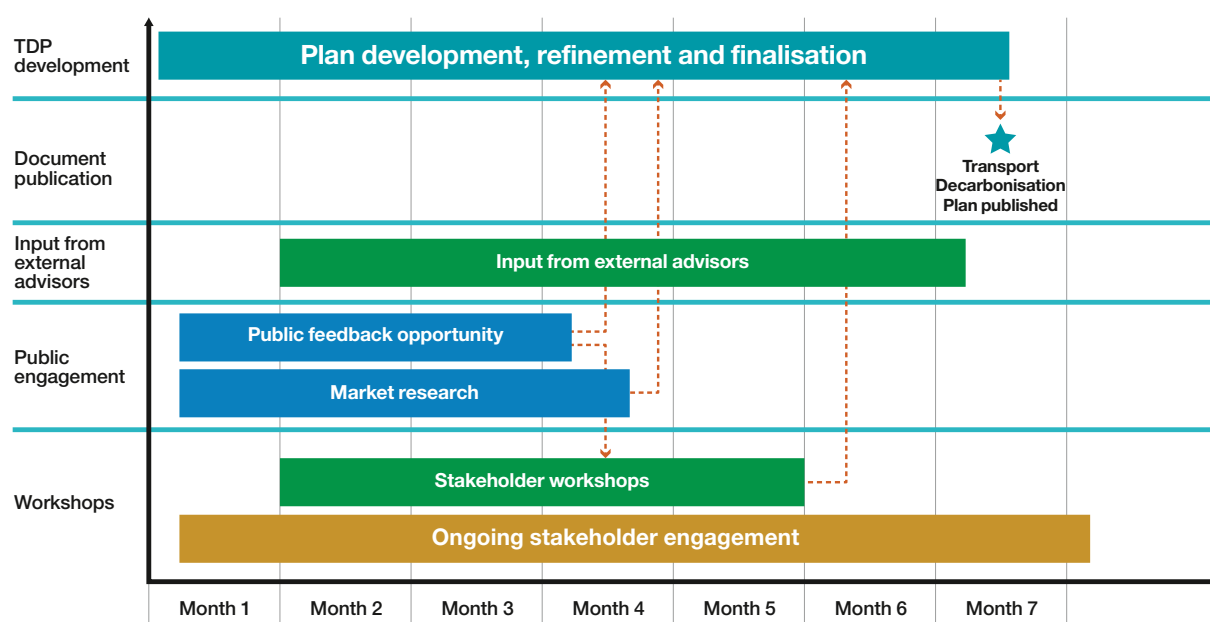 TDP
development
Plan development, refinement and finalisation
Document
publication
Transport
Decarbonisation
Plan published
Input from
external
advisors
Input from external advisors
Public
engagement
Public feedback opportunity
Market research
Workshops
Stakeholder workshops
Ongoing stakeholder engagement
Month 1
Month 2
Month 3
Month 4
Month 5
Month 6
Month 7